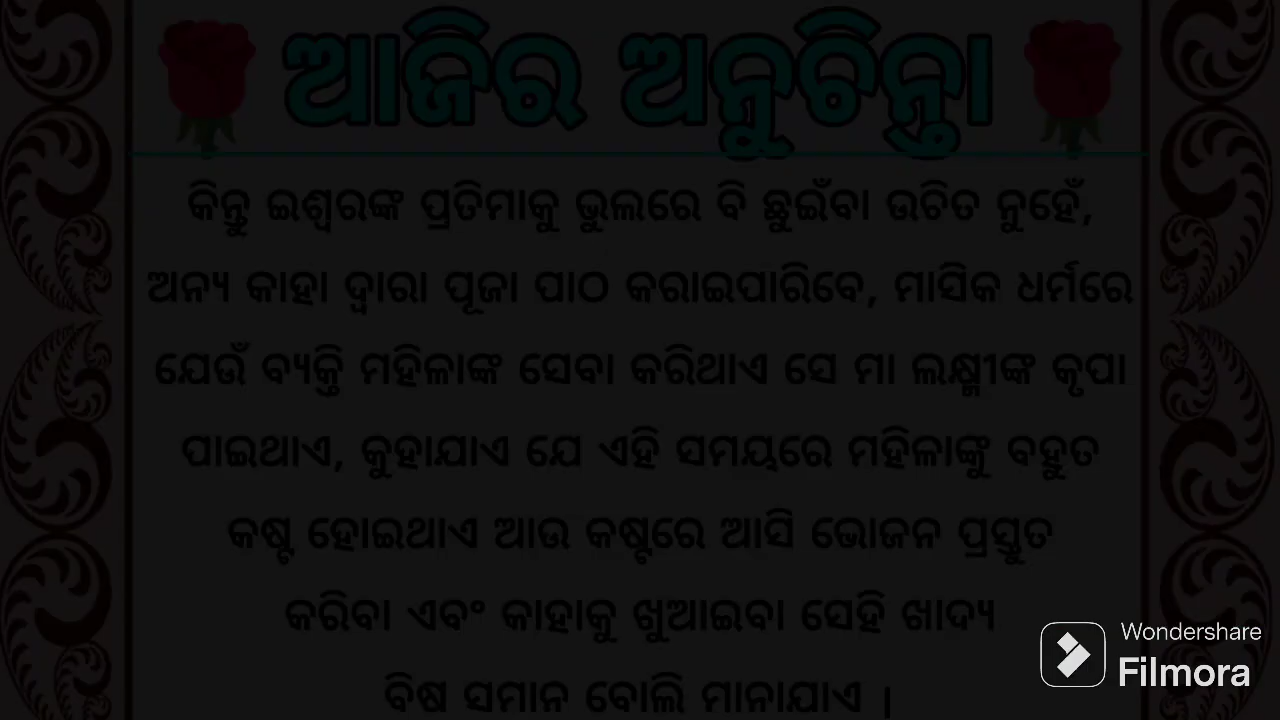 ଆଜିର ଅନୁଚିନ୍ତା
କିନ୍ତୁ ଇଶ୍ୱରଙ୍କ ପ୍ରତିମାକୁ ଭୁଲରେ ବି ଛୁଇଁବା ଉଚିତ ନୁହେଁ,
ଅନ୍ୟ କାହା ଦ୍ୱାରା ପୂଜା ପାଠ କରାଇପାରିବେ, ମାସିକ ଧର୍ମରେ
ଯେଉଁ ବ୍ୟକ୍ତି ମହିଳାଙ୍କ ସେବା କରିଥାଏ ସେ ମା ଲକ୍ଷ୍ମୀଙ୍କ କୃପା
ପାଇଥାଏ, କୁହାଯାଏ ଯେ ଏହି ସମୟରେ ମହିଳାଙ୍କୁ ବହୁତ
କଷ୍ଟ ହୋଇଥାଏ ଆଉ କଷ୍ଟରେ ଆସି ଭୋଜନ ପ୍ରସ୍ତୁତ
କରିବା ଏବଂ କାହାକୁ ଖୁଆଇବା ସେହି ଖାଦ୍ୟ
ବିଷ ସମାନ ବୋଲି ମାନାଯାଏ |
Wondershare
Filmora